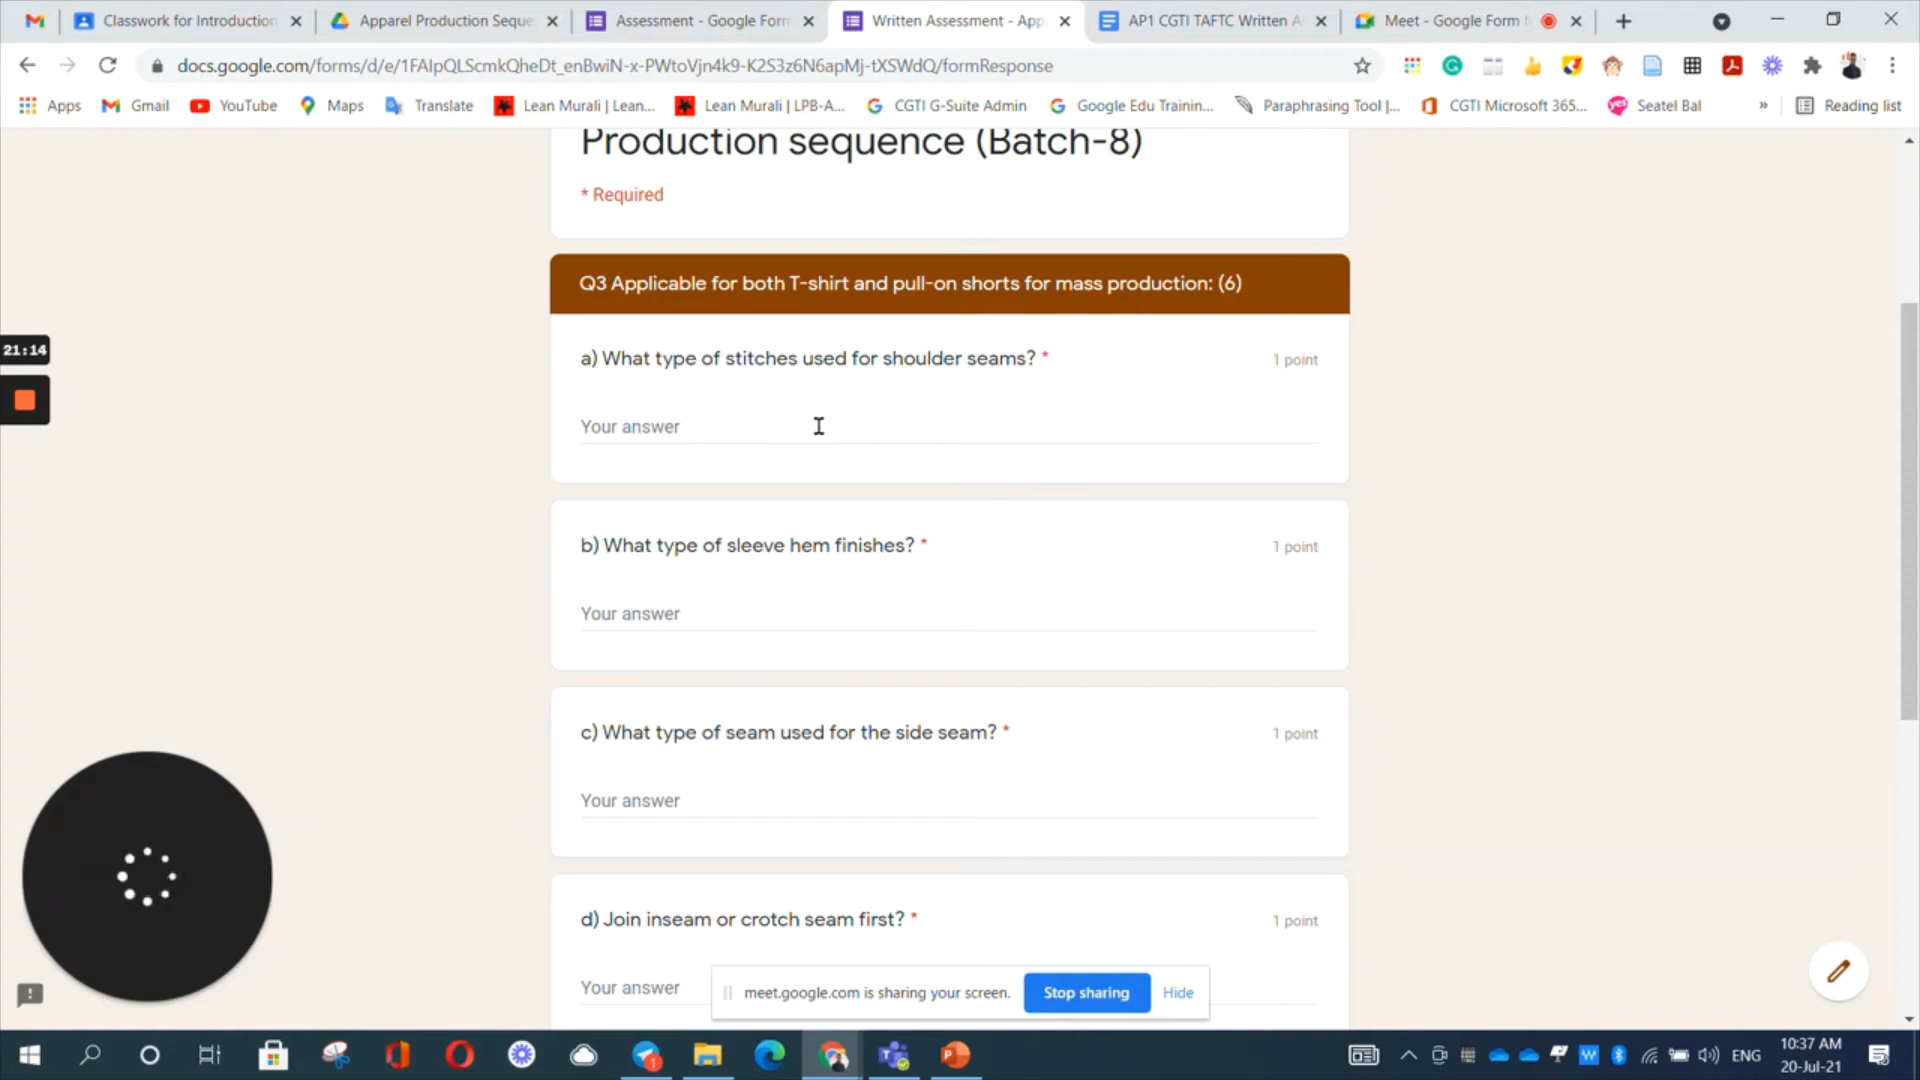 Classwork for Introduction
Apparel Production Seque
Assessment - Google Form
Written Assessment - App
AP1 CGTI TAFTC Written A
Meet - Google Form
docs.google.com/forms/d/e/1FAIpQLScmkQheDt_enBwiN-x-PWtoVjn4k9-K2S3z6N6apMj-tXSWdQ/formResponse
Apps
Gmail
YouTube
Maps
Translate
Lean Murali | Lean...
Lean Murali | LPB-A...
CGTI G-Suite Admin
Google Edu Trainin...
Paraphrasing Tool |...
CGTI Microsoft 365...
yes
Seatel Bal
»
Reading list
Production sequence (Batch-8)
* Required
Q3 Applicable for both T-shirt and pull-on shorts for mass production: (6)
21:14
a) What type of stitches used for shoulder seams? *
1 point
Your answer
b) What type of sleeve hem finishes? *
1 point
Your answer
c) What type of seam used for the side seam? *
1 point
Your answer
d) Join inseam or crotch seam first? *
1 point
Your answer
meet.google.com is sharing your screen.
Stop sharing
Hide
ENG
10:37 AM
20-Jul-21